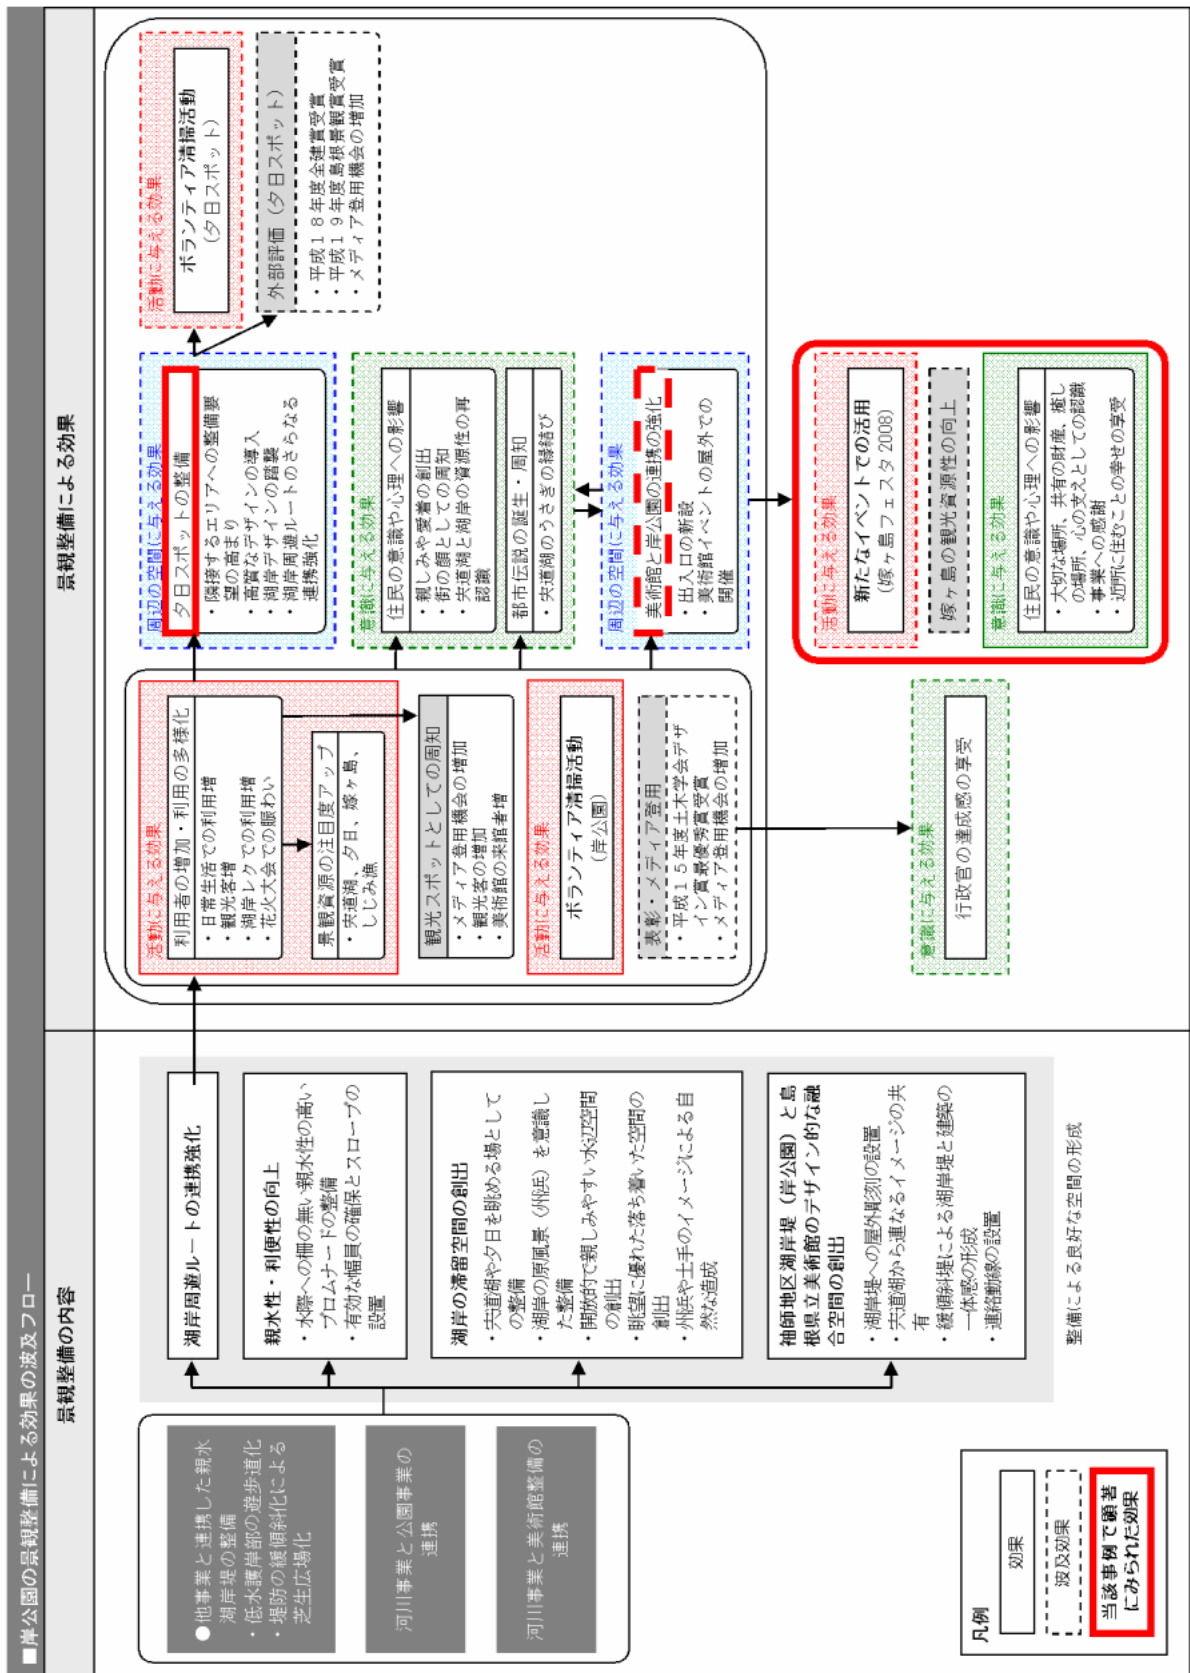 ■岸公園の景観整備による効果の波及フロー
景観整備の内容
景観整備による効果
●他事業と連携した親水
湖岸堤の整備
・低水護岸部の遊歩道化
・堤防の緩傾斜化による
芝生広場化
河川事業と公園事業の
連携
河川事業と美術館整備の
連携
湖岸周遊ルートの連携強化
親水性・利便性の向上
・水際への柵の無い親水性の高い
プロムナードの整備
・有効な幅員の確保とスロープの
設置
湖岸の滞留空間の創出
・宍道湖や夕日を眺める場として
の整備
・湖岸の原風景（州浜）を意識し
た整備
・開放的で親しみやすい水辺空間
の創出
・眺望に優れた落ち着いた空間の
創出
・州浜や土手のイメージによる自
然な造成
袖師地区湖岸堤（岸公園）と島
根県立美術館のデザイン的な融
合空間の創出
・湖岸堤への屋外彫刻の設置
・宍道湖から連なるイメージの共
有
・緩傾斜堤による湖岸堤と建築の
一体感の形成
・連絡動線の設置
整備による良好な空間の形成
活動に与える効果
利用者の増加・利用の多様化
・日常生活での利用増
・観光客増
・湖岸レクでの利用増
・花火大会での賑わい
景観資源の注目度アップ
・宍道湖、夕日、嫁ヶ島、
しじみ漁
観光スポットとしての周知
・メディア登用機会の増加
・観光客の増加
・美術館の来館者増
活動に与える効果
ボランティア清掃活動
（岸公園）
表彰・メディア登用
・平成１５年度土木学会デザ
イン賞最優秀賞受賞
・メディア登用機会の増加
意識に与える効果
行政官の達成感の享受
周辺の空間に与える効果
夕日スポットの整備
・隣接するエリアへの整備要
望の高まり
・高質なデザインの導入
・湖岸デザインの踏襲
・湖岸周遊ルートのさらなる
連携強化
意識に与える効果
住民の意識や心理への影響
・親しみや愛着の創出
・街の顔としての周知
・宍道湖と湖岸の資源性の再
認識
都市伝説の誕生・周知
・宍道湖のうさぎの縁結び
周辺の空間に与える効果
美術館と岸公園の連携の強化
・出入口の新設
・美術館イベントの屋外での
開催
活動に与える効果
新たなイベントでの活用
（嫁ヶ島フェスタ2008）
嫁ヶ島の観光資源性の向上
意識に与える効果
住民の意識や心理への影響
・大切な場所、共有の財産、癒し
の場所、心の支えとしての認識
・事業への感謝
・近所に住むことの幸せの享受
活動に与える効果
ボランティア清掃活動
（夕日スポット）
外部評価（夕日スポット）
・平成１８年度全建賞受賞
・平成１９年度島根景観賞受賞
・メディア登用機会の増加
凡例
効果
波及効果
当該事例で顕著
にみられた効果